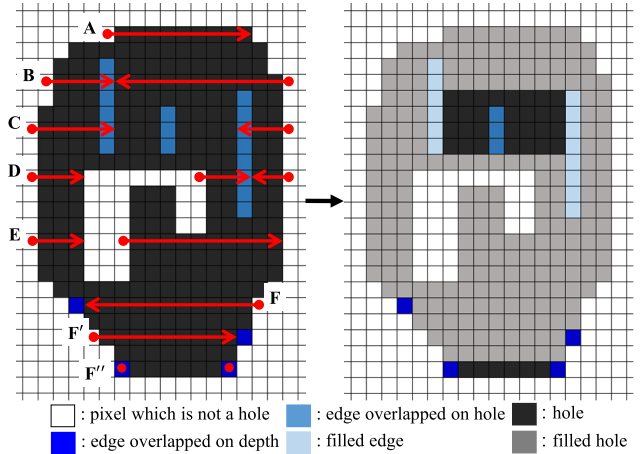 A
B
C
D
E
F
F′
F′′
: pixel which is not a hole : edge overlapped on hole : hole
: edge overlapped on depth : filled edge : filled hole